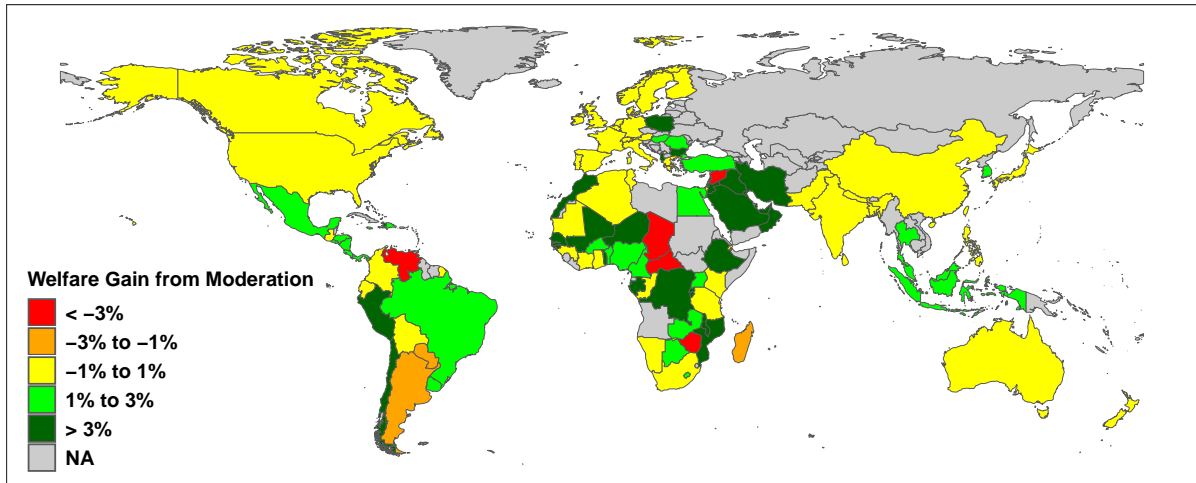 Welfare Gain from Moderation
< −3%
−3% to −1%
−1% to 1%
1% to 3%
> 3%
NA